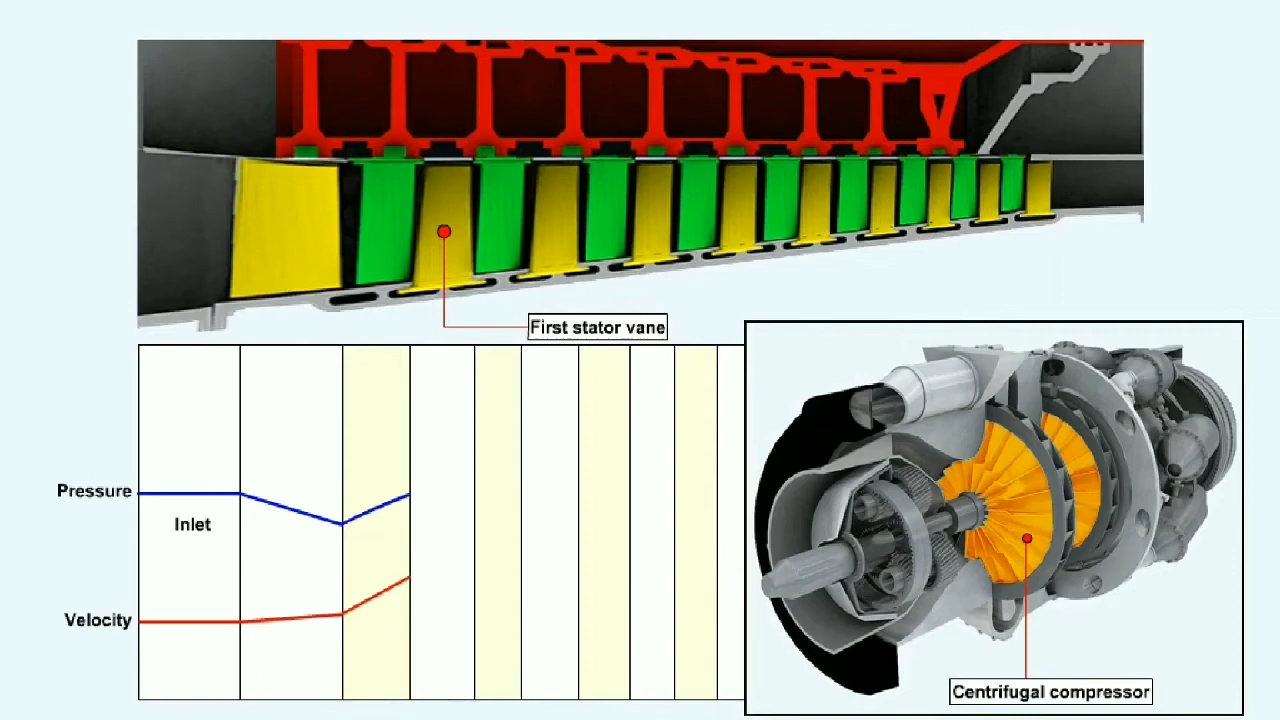 First stator vane
Pressure
Inlet
Velocity
Centrifugal compressor